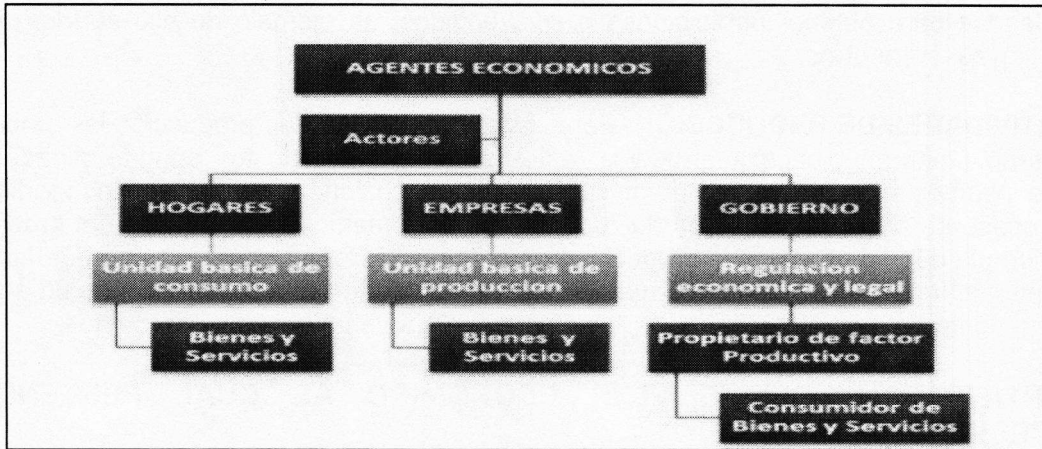 AGENTES ECONOMICOS
Actores
HOGARES
EMPRESAS
GOBIERNO
Unidad basica de
consumo
Unidad basica de
produccion
Regulacion
economica y legal
Bienes y
Servicios
Bienes y
Servicios
Propietario de factor
Productivo
Consumidor de
Bienes y Servicios